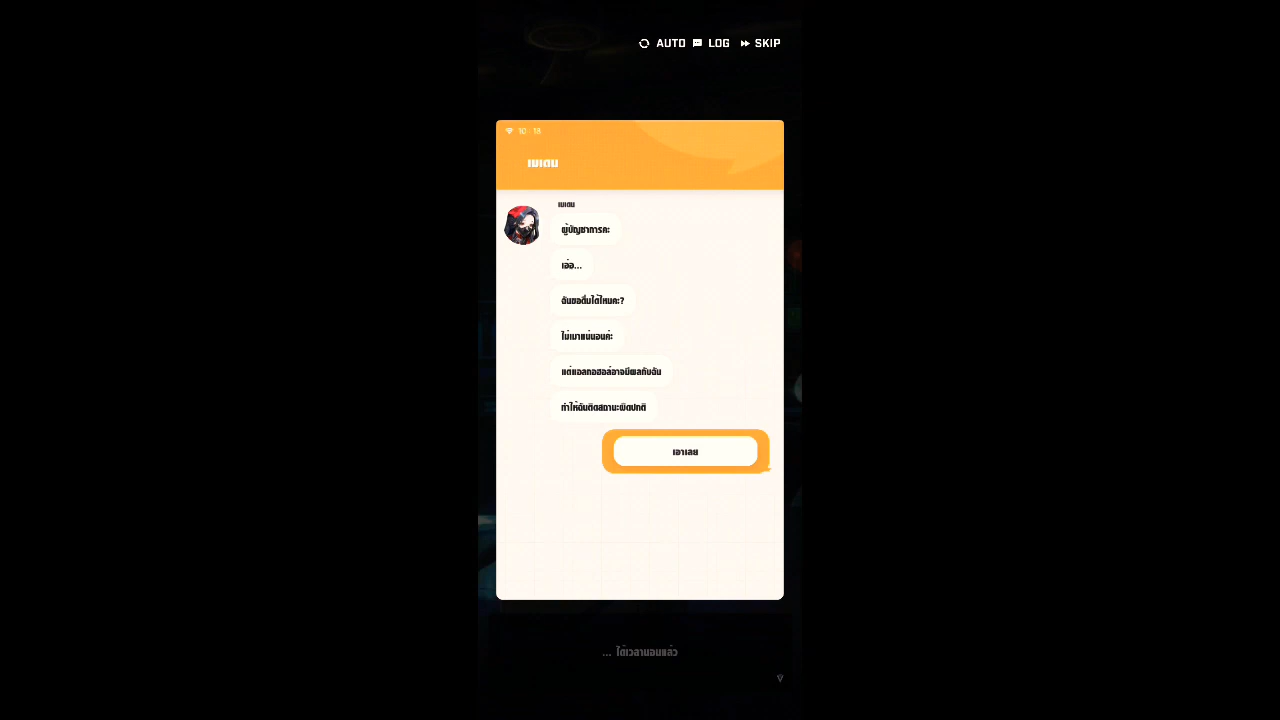 AUTO LOG SKIP
10 : 18
เมเดน
เมเดน
ผู้บัญชาการคะ
เอ่อ...
ฉันขอดื่มได้ไหมคะ?
ไม่เมาแน่นอนค่ะ
แต่แอลกอฮอล์อาจมีผลกับฉัน
ทำให้ฉันติดสถานะผิดปกติ
เอาเลย
... ได้เวลานอนแล้ว